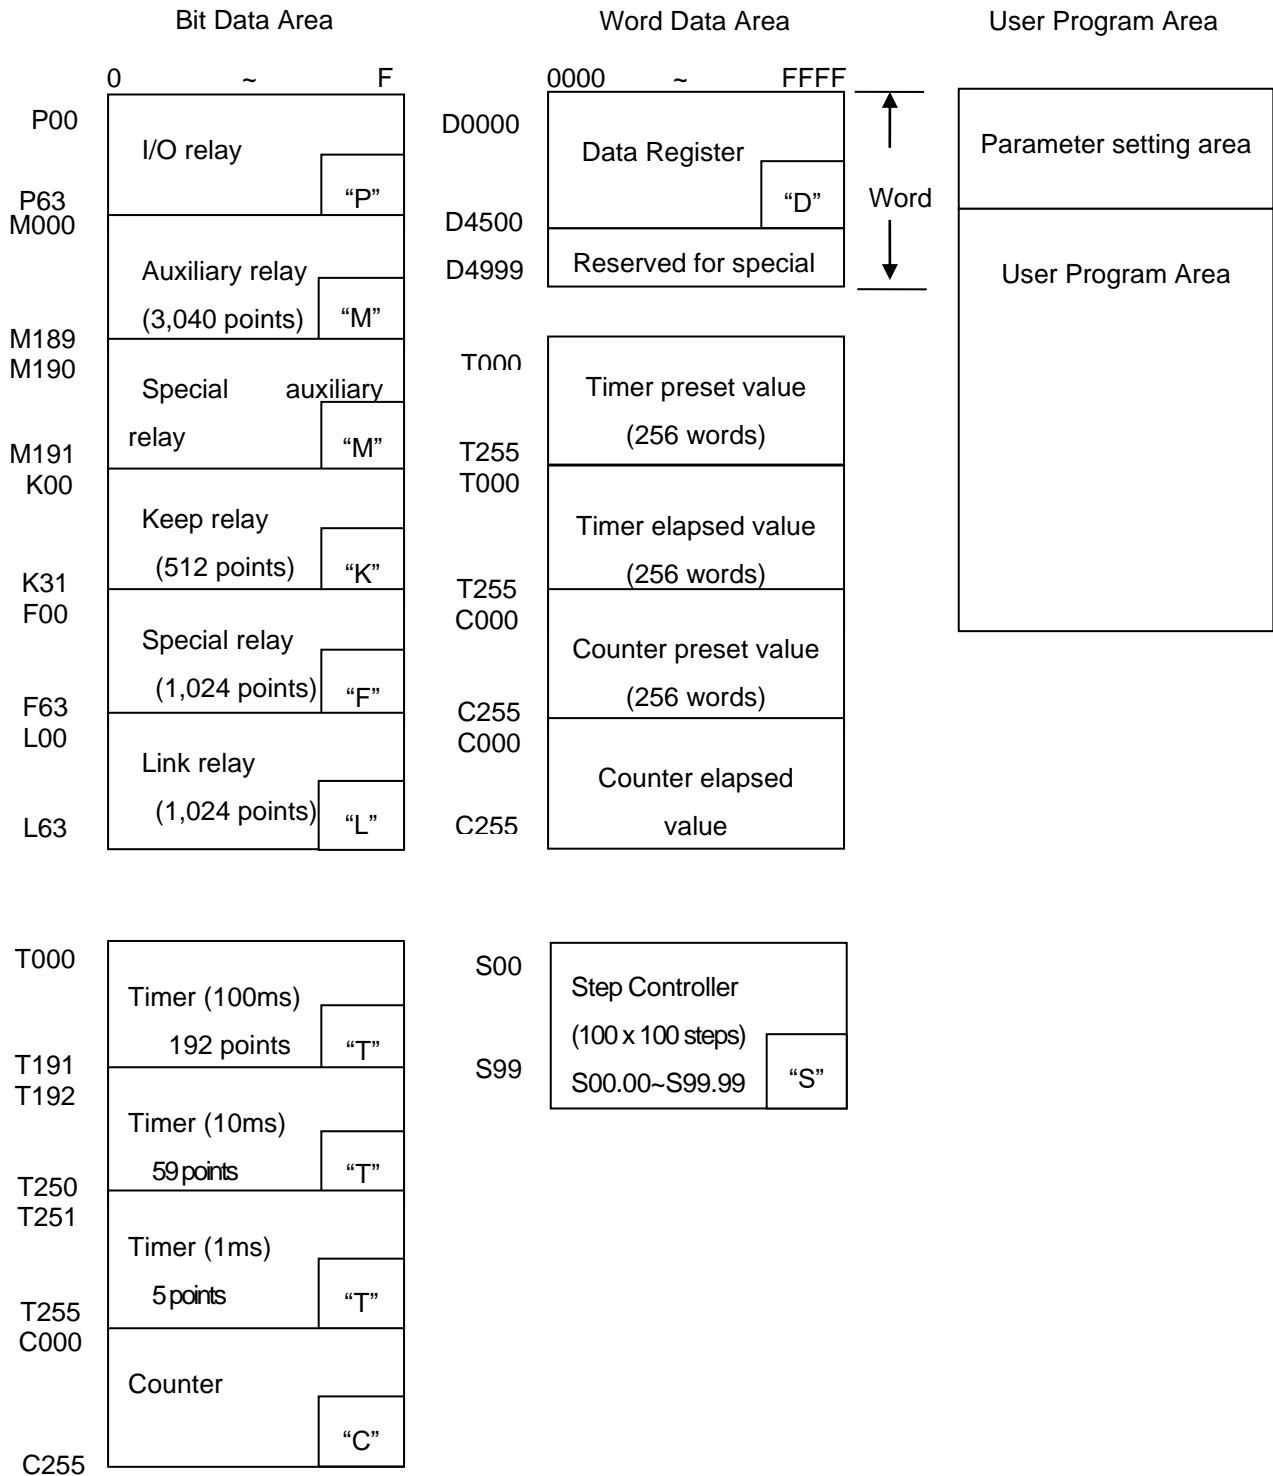 Bit Data Area
0 ~ F
P00
I/O relay
“P”
P63
M000
Auxiliary relay
(3,040 points)
“M”
M189
M190
Special auxiliary
relay
“M”
M191
K00
Keep relay
(512 points)
“K”
K31
F00
Special relay
(1,024 points)
“F”
F63
L00
Link relay
(1,024 points)
“L”
L63
T000
Timer (100ms)
192 points
“T”
T191
T192
Timer (10ms)
59 points
“T”
T250
T251
Timer (1ms)
5 points
“T”
T255
C000
Counter
“C”
C255
Word Data Area
0000 ~ FFFF
D0000
Data Register
“D”
D4500
Reserved for special
D4999
Word
T000
Timer preset value
(256 words)
T255
T000
Timer elapsed value
(256 words)
T255
C000
Counter preset value
(256 words)
C255
C000
Counter elapsed
value
C255
S00
Step Controller
(100 x 100 steps)
S00.00~S99.99
“S”
S99
User Program Area
Parameter setting area
User Program Area